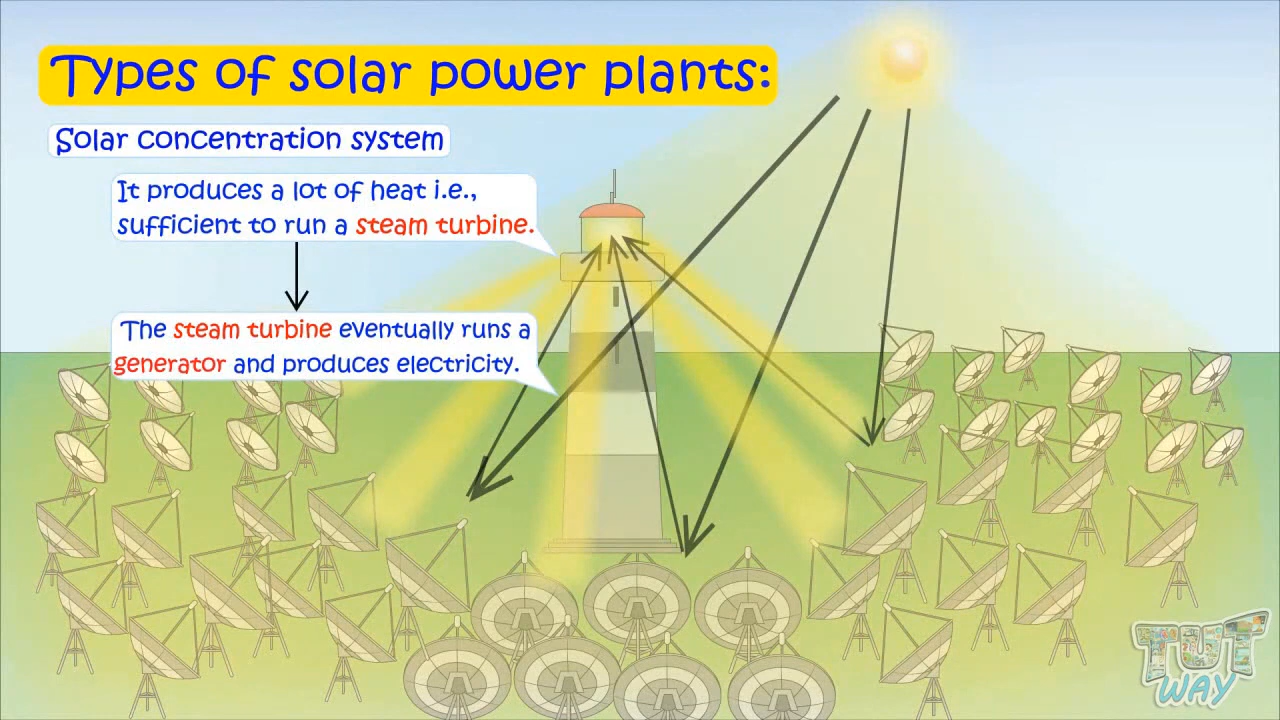 Types of solar power plants:
Solar concentration system
It produces a lot of heat i.e.,
sufficient to run a steam turbine.
The steam turbine eventually runs a
generator and produces electricity.
TUT
WAY